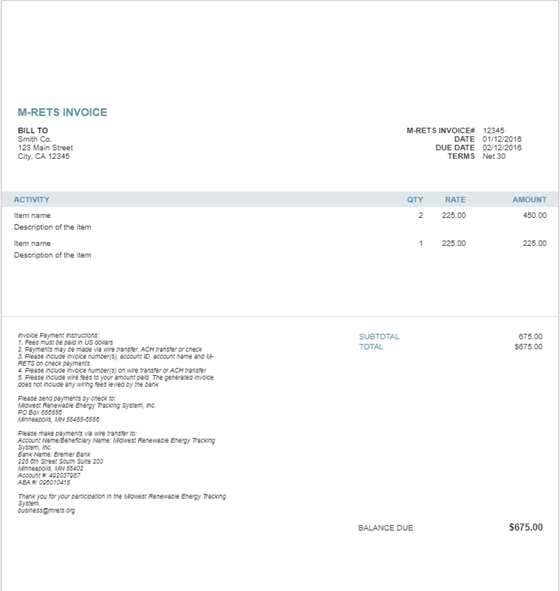 M-RETS INVOICE
BILL TO
Smith Co.
123 Main Street
City, CA 12345
M-RETS INVOICE# 12345
DATE 01/12/2016
DUE DATE 02/12/2016
TERMS Net 30
ACTIVITY QTY RATE AMOUNT
Item name 2 225.00 450.00
Description of the item
Item name 1 225.00 225.00
Description of the item
Invoice Payment Instructions:
1. Fees must be paid in US dollars
2. Payments may be made via wire transfer, ACH transfer or check
3. Please include invoice number(s), account ID, account name and M-
RETS on check payments
4. Please include invoice number(s) on wire transfer or ACH transfer
5. Please include wire fees to your amount paid. The generated invoice
does not include any wiring fees levied by the bank
Please send payments by check to:
Midwest Renewable Energy Tracking System, Inc.
PO Box
Minneapolis, MN
Please make payments via wire transfer to:
Account Name/Beneficiary Name: Midwest Renewable Energy Tracking
System, Inc.
Bank Name: Bremer Bank
225 6th Street South Suite 200
Minneapolis, MN 55402
Account #:
ABA #:
Thank you for your participation in the Midwest Renewable Energy Tracking
System.
business@mrets.org
SUBTOTAL 675.00
TOTAL $675.00
BALANCE DUE $675.00